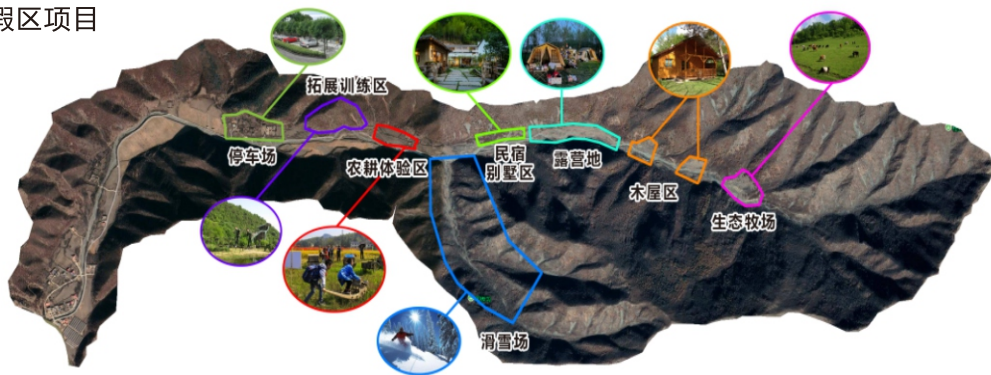 假区项目
拓展训练区
停车场
农耕体验区
民宿
别墅区
露营地
木屋区
生态牧场
滑雪场